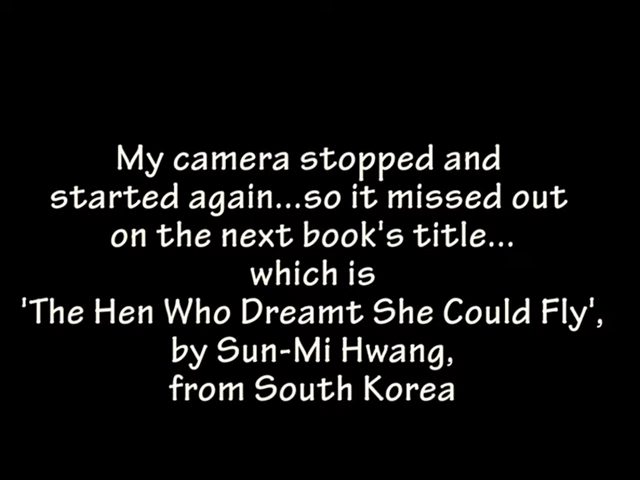 My camera stopped and
started again...so it missed out
on the next book's title...
which is
'The Hen Who Dreamt She Could Fly',
by Sun-Mi Hwang,
from South Korea